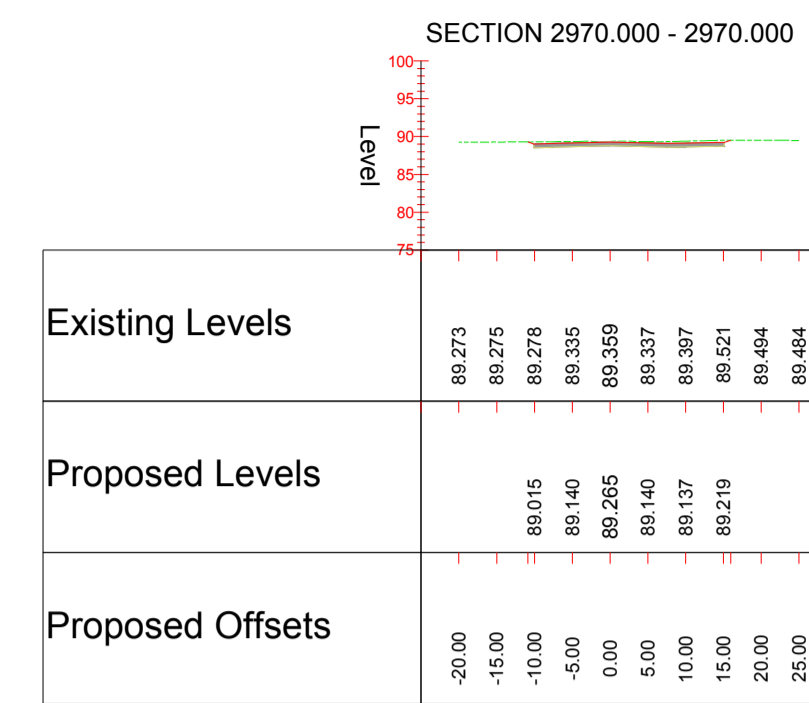 SECTION 2970.000 - 2970.000
100
95
90
85
80
75
Level
Existing Levels
89.273 89.275 89.278 89.335 89.359 89.337 89.397 89.521 89.494 89.484
Proposed Levels
89.015 89.140 89.265 89.140 89.137 89.219
Proposed Offsets
-20.00 -15.00 -10.00 -5.00 0.00 5.00 10.00 15.00 20.00 25.00